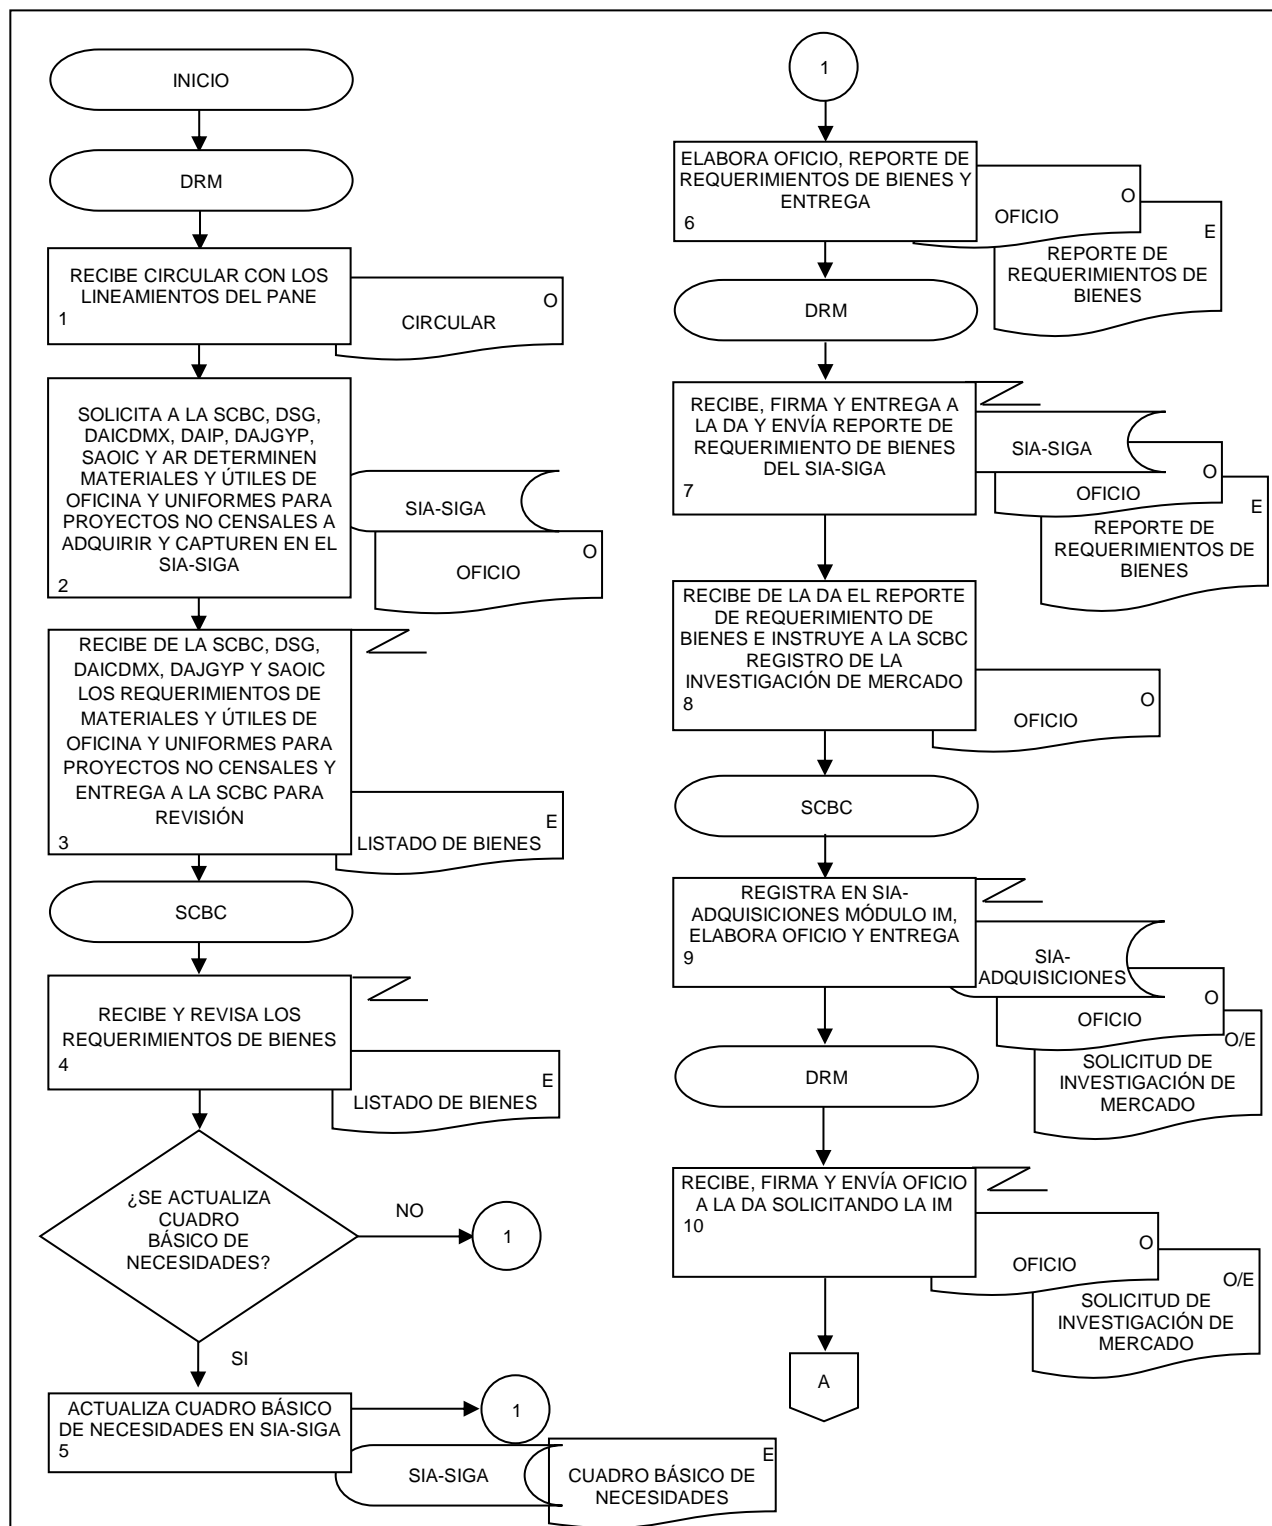 INICIO
DRM
RECIBE CIRCULAR CON LOS
LINEAMIENTOS DEL PANE
1
O
CIRCULAR
SOLICITA A LA SCBC, DSG,
DAICDMX, DAIP, DAJGYP,
SAOIC Y AR DETERMINEN
MATERIALES Y ÚTILES DE
OFICINA Y UNIFORMES PARA
PROYECTOS NO CENSALES A
ADQUIRIR Y CAPTUREN EN EL
SIA-SIGA
2
SIA-SIGA
O
OFICIO
RECIBE DE LA SCBC, DSG,
DAICDMX, DAJGYP Y SAOIC
LOS REQUERIMIENTOS DE
MATERIALES Y ÚTILES DE
OFICINA Y UNIFORMES PARA
PROYECTOS NO CENSALES Y
ENTREGA A LA SCBC PARA
REVISIÓN
3
E
LISTADO DE BIENES
SCBC
RECIBE Y REVISA LOS
REQUERIMIENTOS DE BIENES
4
E
LISTADO DE BIENES
¿SE ACTUALIZA
CUADRO
BÁSICO DE
NECESIDADES?
NO
1
SI
ACTUALIZA CUADRO BÁSICO
DE NECESIDADES EN SIA-SIGA
5
1
SIA-SIGA
E
CUADRO BÁSICO DE
NECESIDADES
1
ELABORA OFICIO, REPORTE DE
REQUERIMIENTOS DE BIENES Y
ENTREGA
6
O
OFICIO
E
REPORTE DE
REQUERIMIENTOS DE
BIENES
DRM
RECIBE, FIRMA Y ENTREGA A
LA DA Y ENVÍA REPORTE DE
REQUERIMIENTO DE BIENES
DEL SIA-SIGA
7
SIA-SIGA
O
OFICIO
E
REPORTE DE
REQUERIMIENTOS DE
BIENES
RECIBE DE LA DA EL REPORTE
DE REQUERIMIENTO DE
BIENES E INSTRUYE A LA SCBC
REGISTRO DE LA
INVESTIGACIÓN DE MERCADO
8
O
OFICIO
SCBC
REGISTRA EN SIA-
ADQUISICIONES MÓDULO IM,
ELABORA OFICIO Y ENTREGA
9
SIA-
ADQUISICIONES
O
OFICIO
O/E
SOLICITUD DE
INVESTIGACIÓN DE
MERCADO
DRM
RECIBE, FIRMA Y ENVÍA OFICIO
A LA DA SOLICITANDO LA IM
10
O
OFICIO
O/E
SOLICITUD DE
INVESTIGACIÓN DE
MERCADO
A